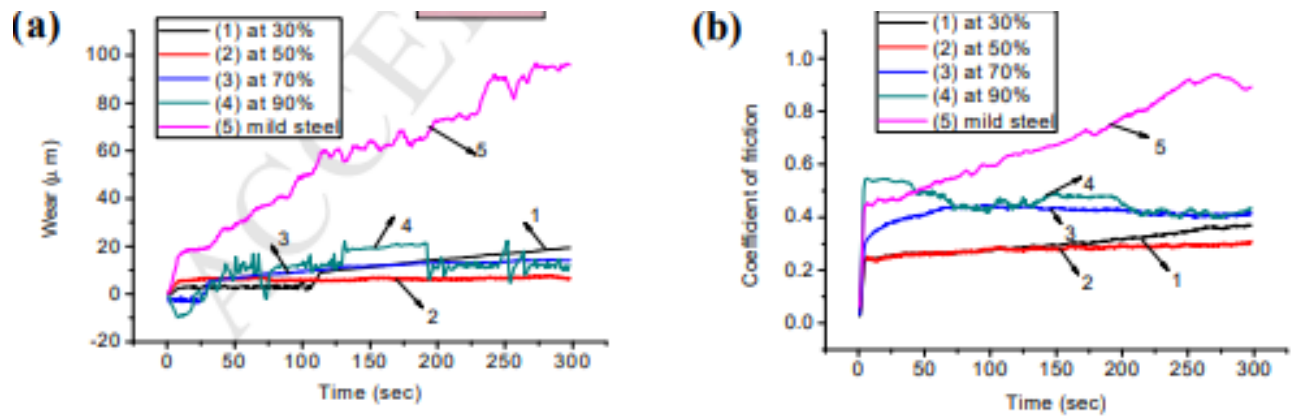 (a)
(1) at 30%
(2) at 50%
(3) at 70%
(4) at 90%
(5) mild steel
100
80
60
40
20
0
-20
Wear (μ m)
5
1
4
3
2
0
50
100
150
200
250
300
Time (sec)
ACCE
(b)
(1) at 30%
(2) at 50%
(3) at 70%
(4) at 90%
(5) mild steel
1.0
0.8
0.6
0.4
0.2
0.0
Coefficient of friction
5
4
3
2
1
0
50
100
150
200
250
300
Time (sec)